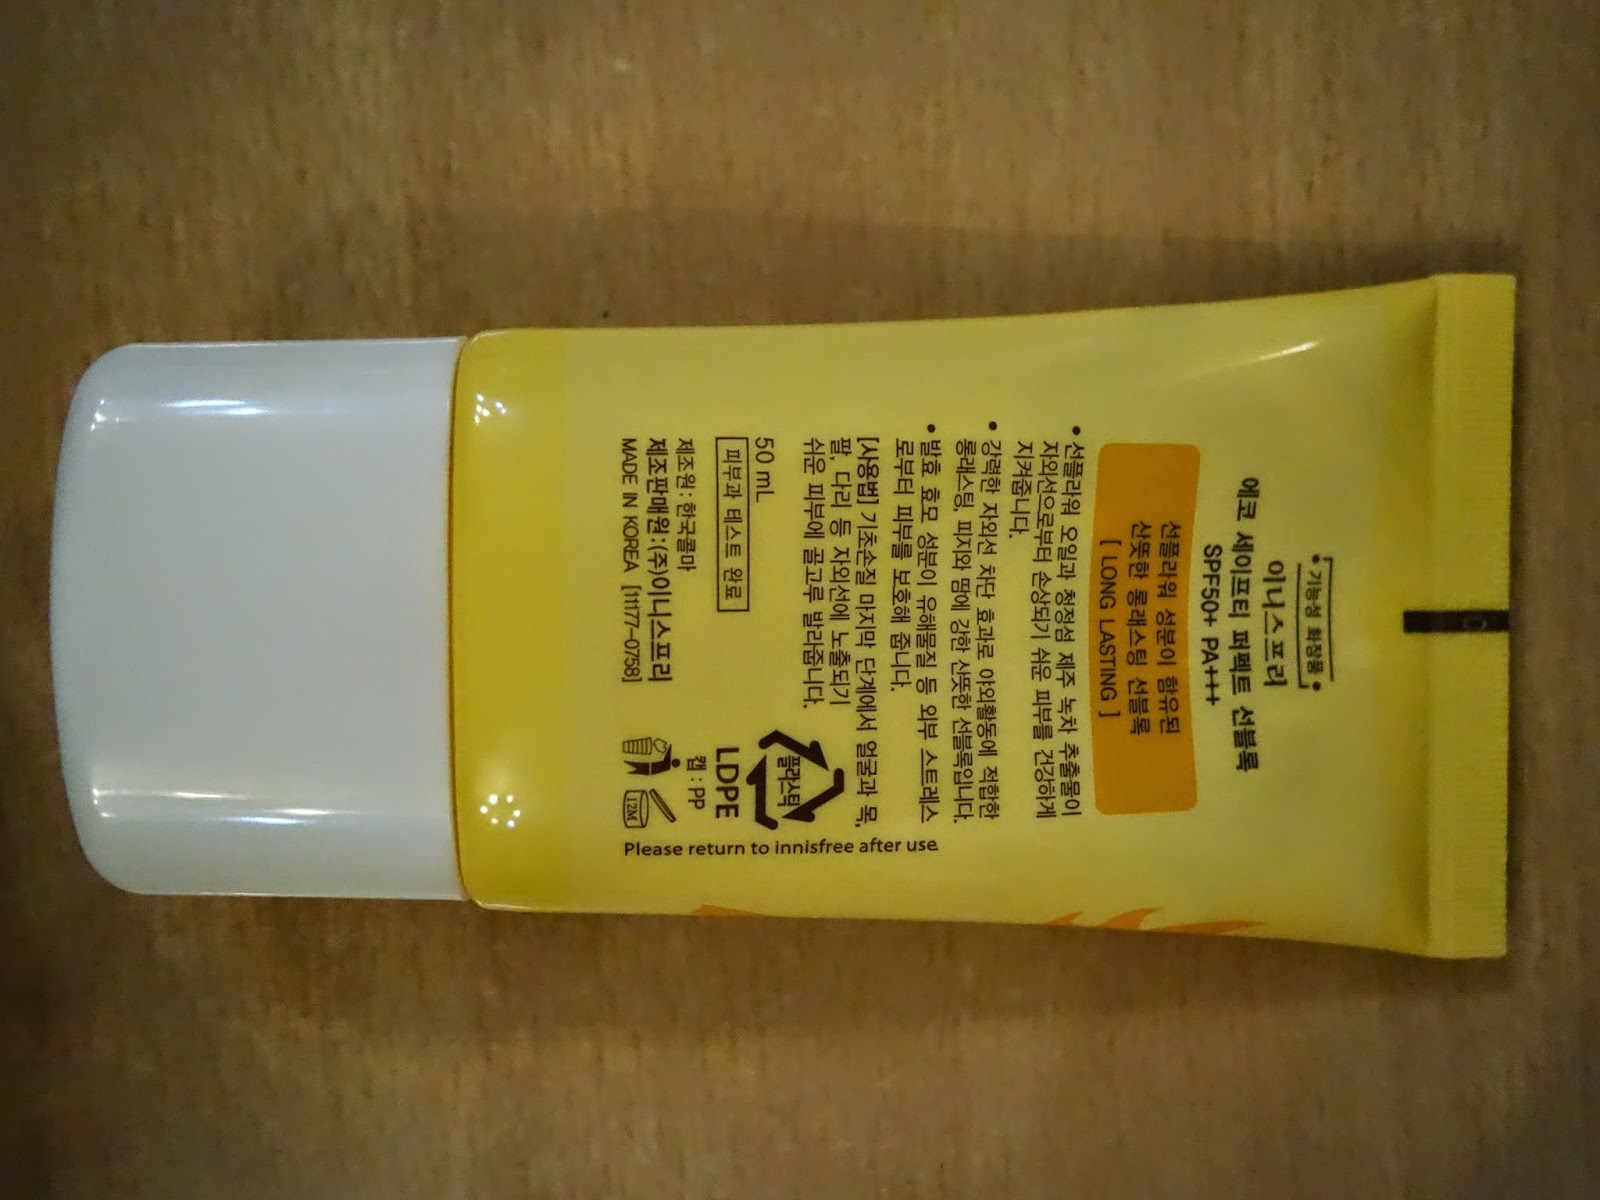 • 기능성 화장품 •
이니스프리
에코 세이프티 퍼펙트 선블록
SPF50+ PA+++
선플라워 성분이 함유된
산뜻한 롱래스팅 선블록
[ LONG LASTING ]
• 선플라워 오일과 청정섬 제주 녹차 추출물이
자외선으로부터 손상되기 쉬운 피부를 건강하게
지켜줍니다.
• 강력한 자외선 차단 효과로 야외활동에 적합한
롱래스팅, 피지와 땀에 강한 산뜻한 선블록입니다.
• 발효 효모 성분이 유해물질 등 외부 스트레스
로부터 피부를 보호해 줍니다.
[사용법] 기초손질 마지막 단계에서 얼굴과 목,
팔, 다리 등 자외선에 노출되기
쉬운 피부에 골고루 발라줍니다.
50 mL
피부과 테스트 완료
제조원 : 한국콜마
제조판매원:(주)이니스프리
MADE IN KOREA [11177-0758]
플라스틱
LDPE
캡 : PP
12M
Please return to innisfree after use